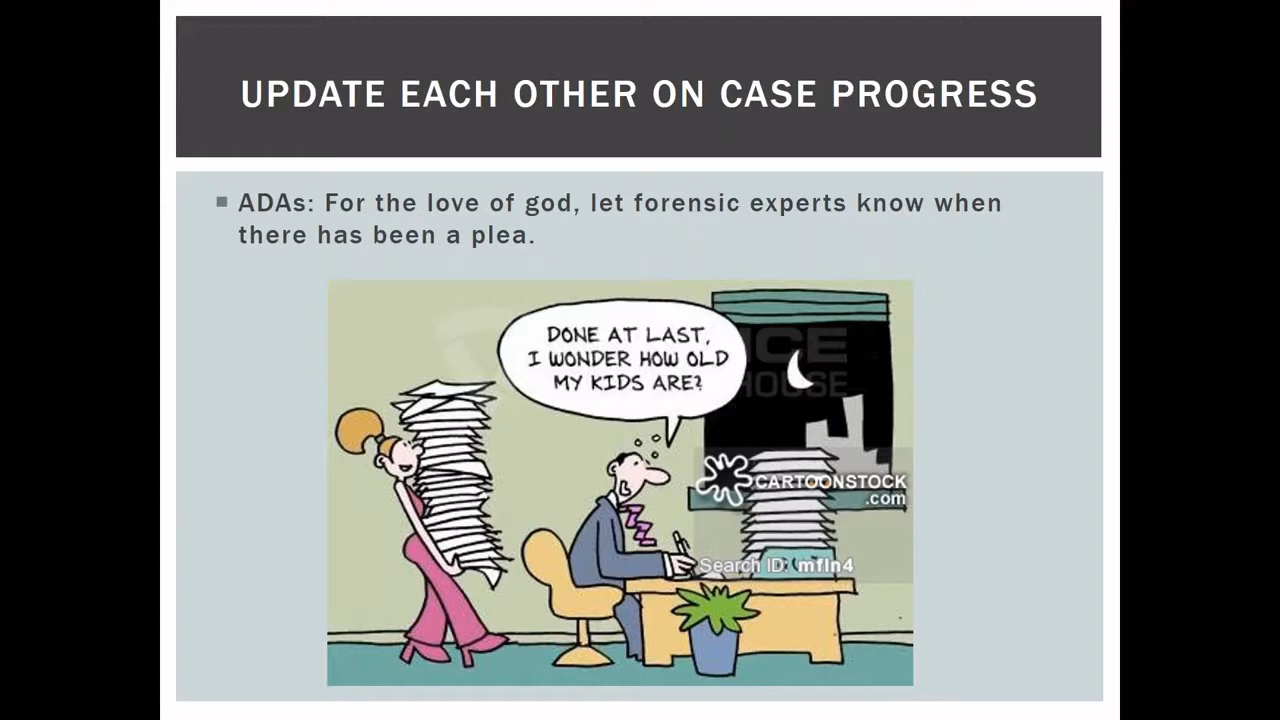 UPDATE EACH OTHER ON CASE PROGRESS
ADAs: For the love of god, let forensic experts know when
there has been a plea.
DONE AT LAST,
I WONDER HOW OLD
MY KIDS ARE?
CARTOONSTOCK
.com
Search ID: mfln4